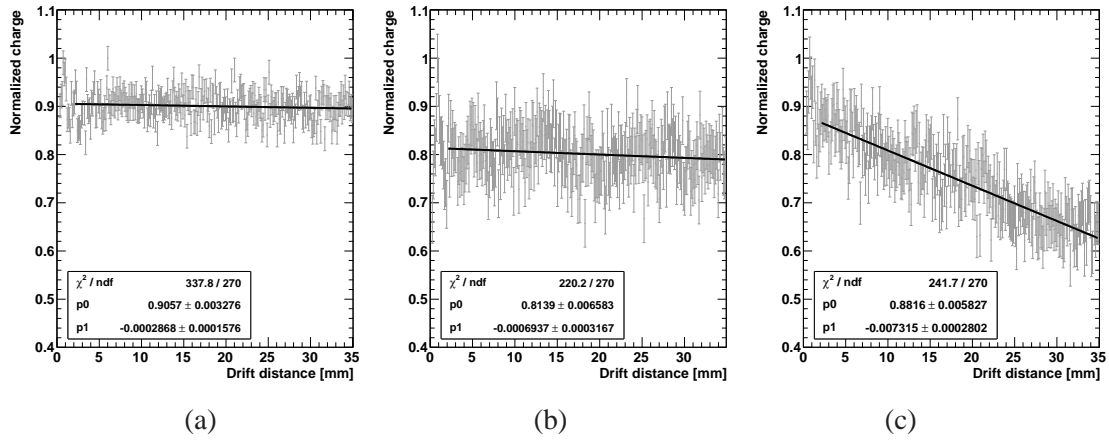 Normalized charge
1.1
1
0.9
0.8
0.7
0.6
0.5
0.4
χ² / ndf 337.8 / 270
p0 0.9057 ± 0.003276
p1 -0.0002868 ± 0.0001576
0 5 10 15 20 25 30 35
Drift distance [mm]
(a)
Normalized charge
1.1
1
0.9
0.8
0.7
0.6
0.5
0.4
χ² / ndf 220.2 / 270
p0 0.8139 ± 0.006583
p1 -0.0006937 ± 0.0003167
0 5 10 15 20 25 30
Drift distance [mm]
(b)
Normalized charge
1.1
1
0.9
0.8
0.7
0.6
0.5
0.4
χ² / ndf 241.7 / 270
p0 0.8816 ± 0.005827
p1 -0.007315 ± 0.0002802
0 5 10 15 20 25 30 35
Drift distance [mm]
(c)